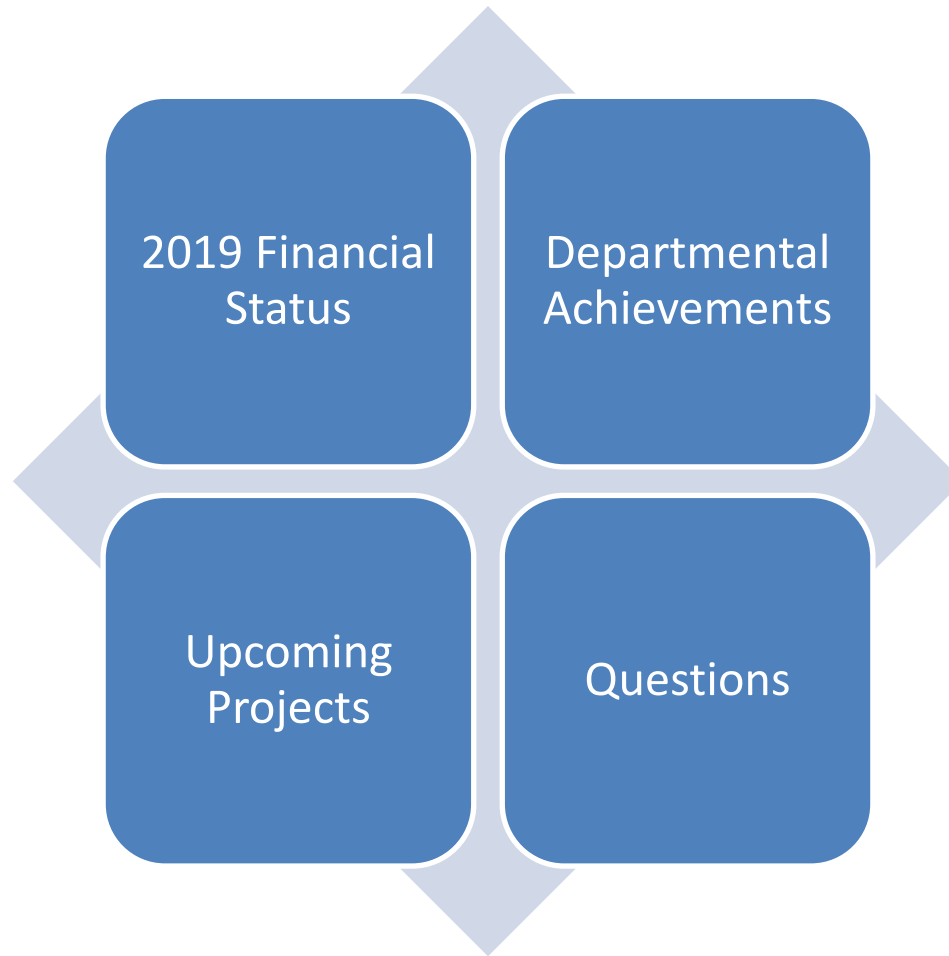 2019 Financial
Status
Departmental
Achievements
Upcoming
Projects
Questions